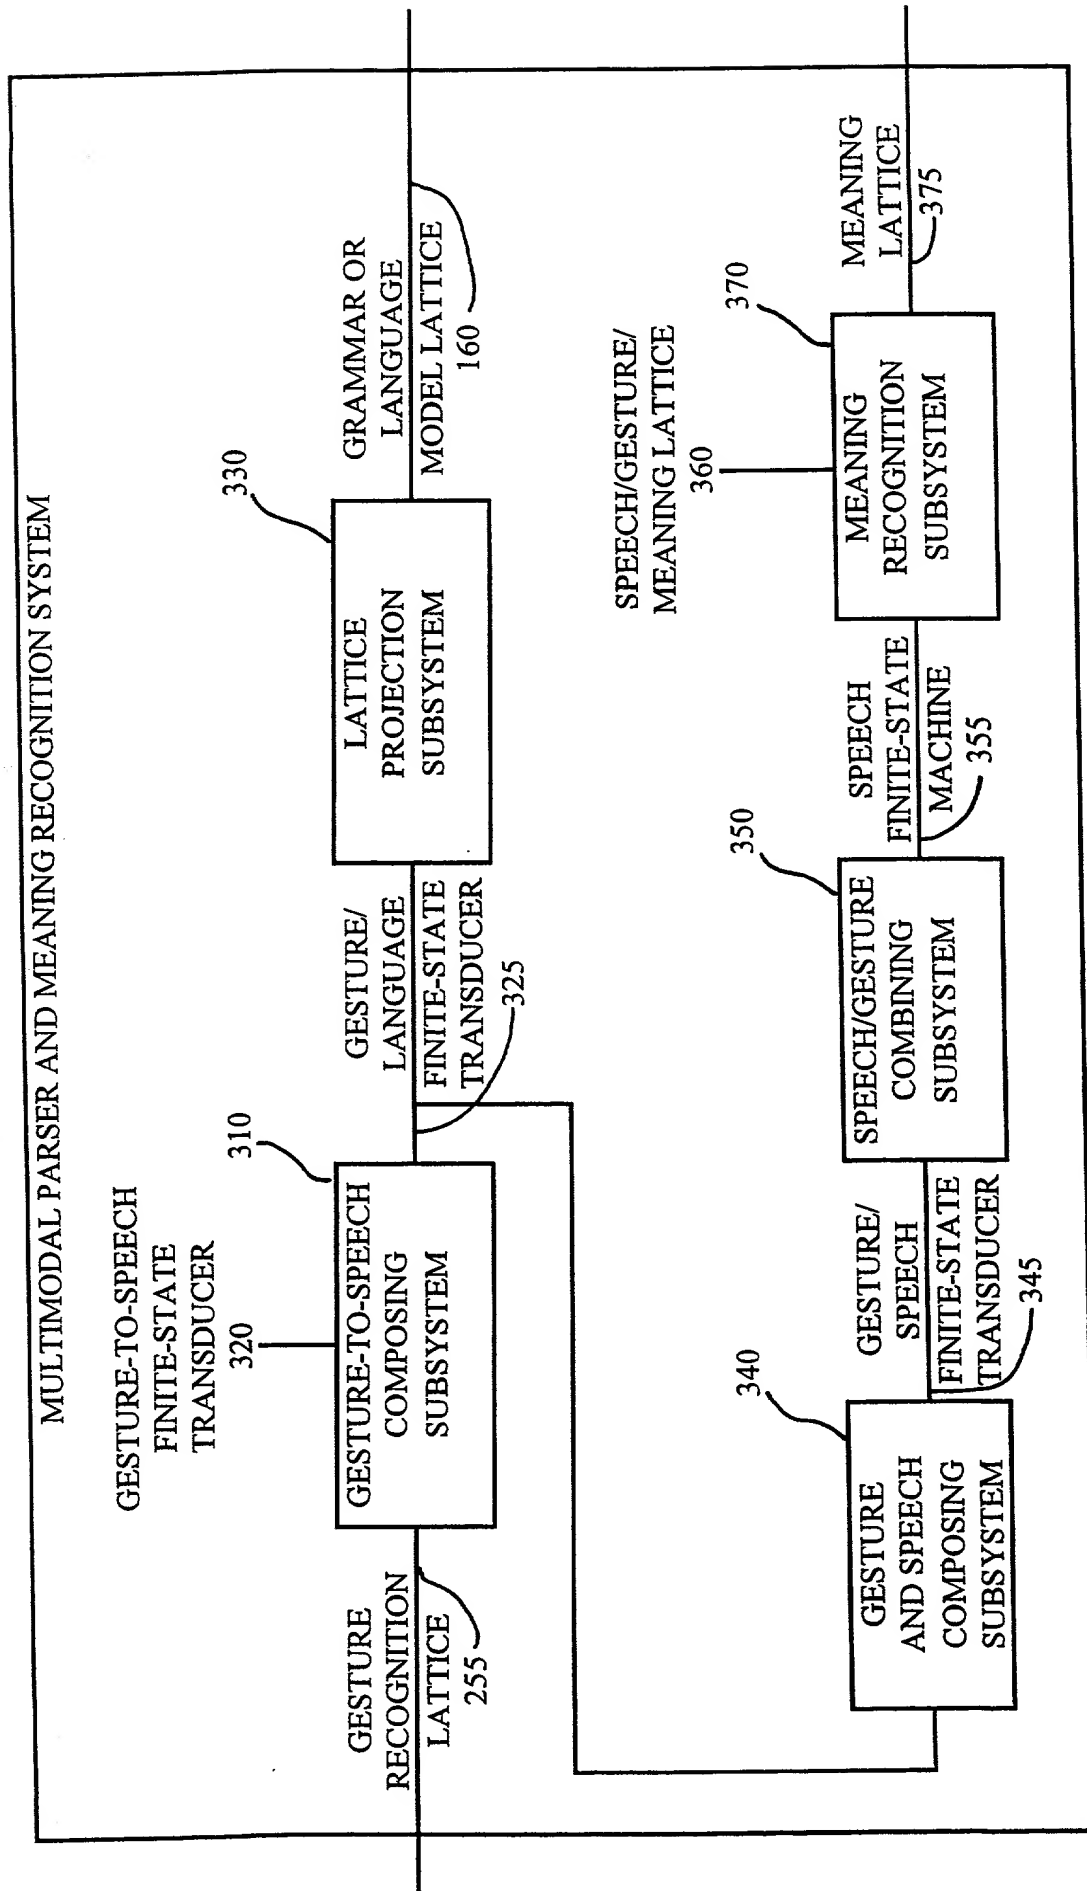 MULTIMODAL PARSER AND MEANING RECOGNITION SYSTEM
GESTURE-TO-SPEECH
FINITE-STATE
TRANSDUCER
320
310
330
GESTURE
RECOGNITION
LATTICE
255
GESTURE-TO-SPEECH
COMPOSING
SUBSYSTEM
GESTURE/
LANGUAGE
FINITE-STATE
TRANSDUCER
325
LATTICE
PROJECTION
SUBSYSTEM
GRAMMAR OR
LANGUAGE
MODEL LATTICE
160
SPEECH/GESTURE/
MEANING LATTICE
360
340
350
370
GESTURE
AND SPEECH
COMPOSING
SUBSYSTEM
GESTURE/
SPEECH
FINITE-STATE
TRANSDUCER
345
SPEECH/GESTURE
COMBINING
SUBSYSTEM
SPEECH
FINITE-STATE
MACHINE
355
MEANING
RECOGNITION
SUBSYSTEM
MEANING
LATTICE
375